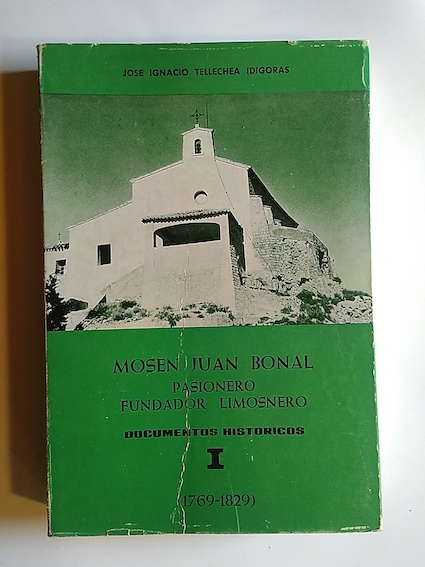 JOSE IGNACIO TELLECHEA IDIGORAS
MOSEN JUAN BONAL
PASIONERO
FUNDADOR LIMOSNERO
DOCUMENTOS HISTORICOS
I
(1769-1829)